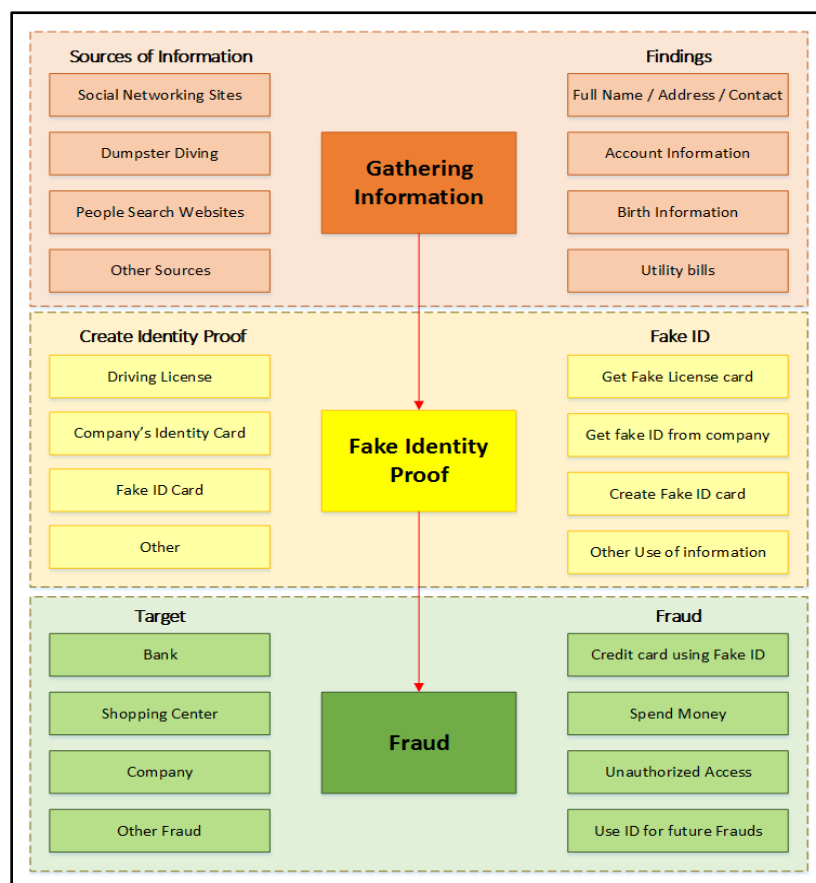 Sources of Information
Findings
Social Networking Sites
Full Name / Address / Contact
Dumpster Diving
Account Information
Gathering
Information
People Search Websites
Birth Information
Other Sources
Utility bills
Create Identity Proof
Fake ID
Driving License
Get Fake License card
Company's Identity Card
Get fake ID from company
Fake Identity
Proof
Fake ID Card
Create Fake ID card
Other
Other Use of information
Target
Fraud
Bank
Credit card using Fake ID
Shopping Center
Spend Money
Fraud
Company
Unauthorized Access
Other Fraud
Use ID for future Frauds